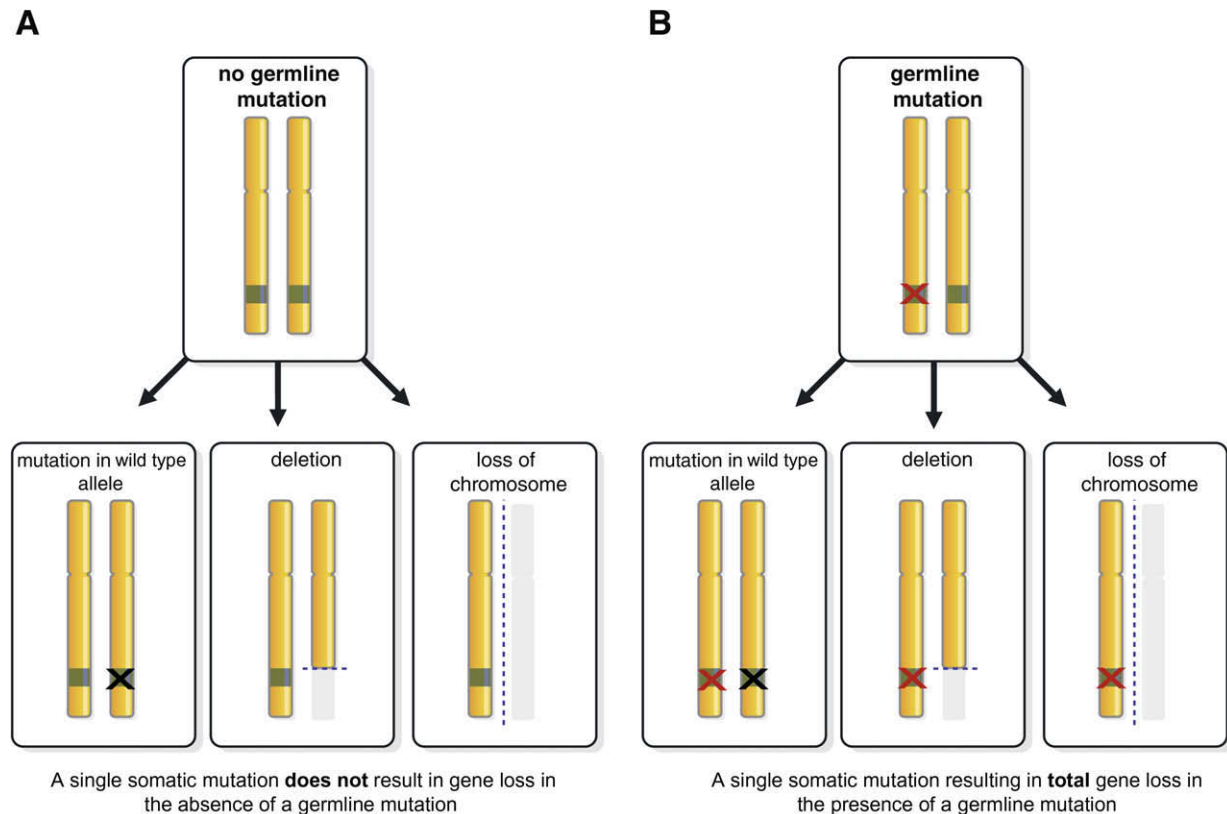 A
no germline
mutation
mutation in wild type
allele
deletion
loss of
chromosome
A single somatic mutation does not result in gene loss in
the absence of a germline mutation
B
germline
mutation
mutation in wild type
allele
deletion
loss of
chromosome
A single somatic mutation resulting in total gene loss in
the presence of a germline mutation